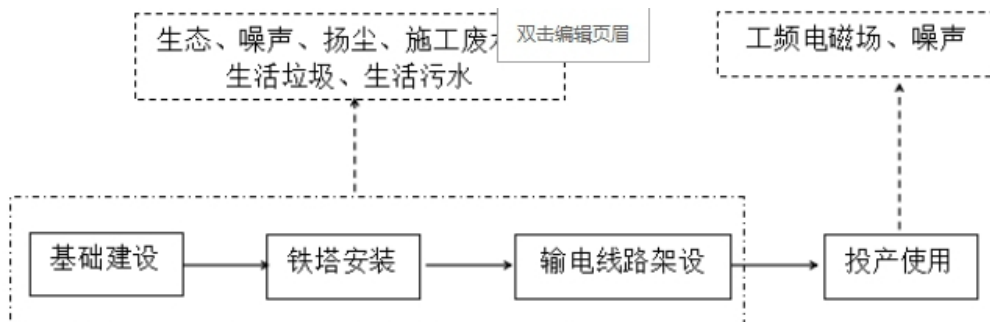 生态、噪声、扬尘、施工废
双击编辑页眉
生活垃圾、生活污水
工频电磁场、噪声
基础建设
铁塔安装
输电线路架设
投产使用